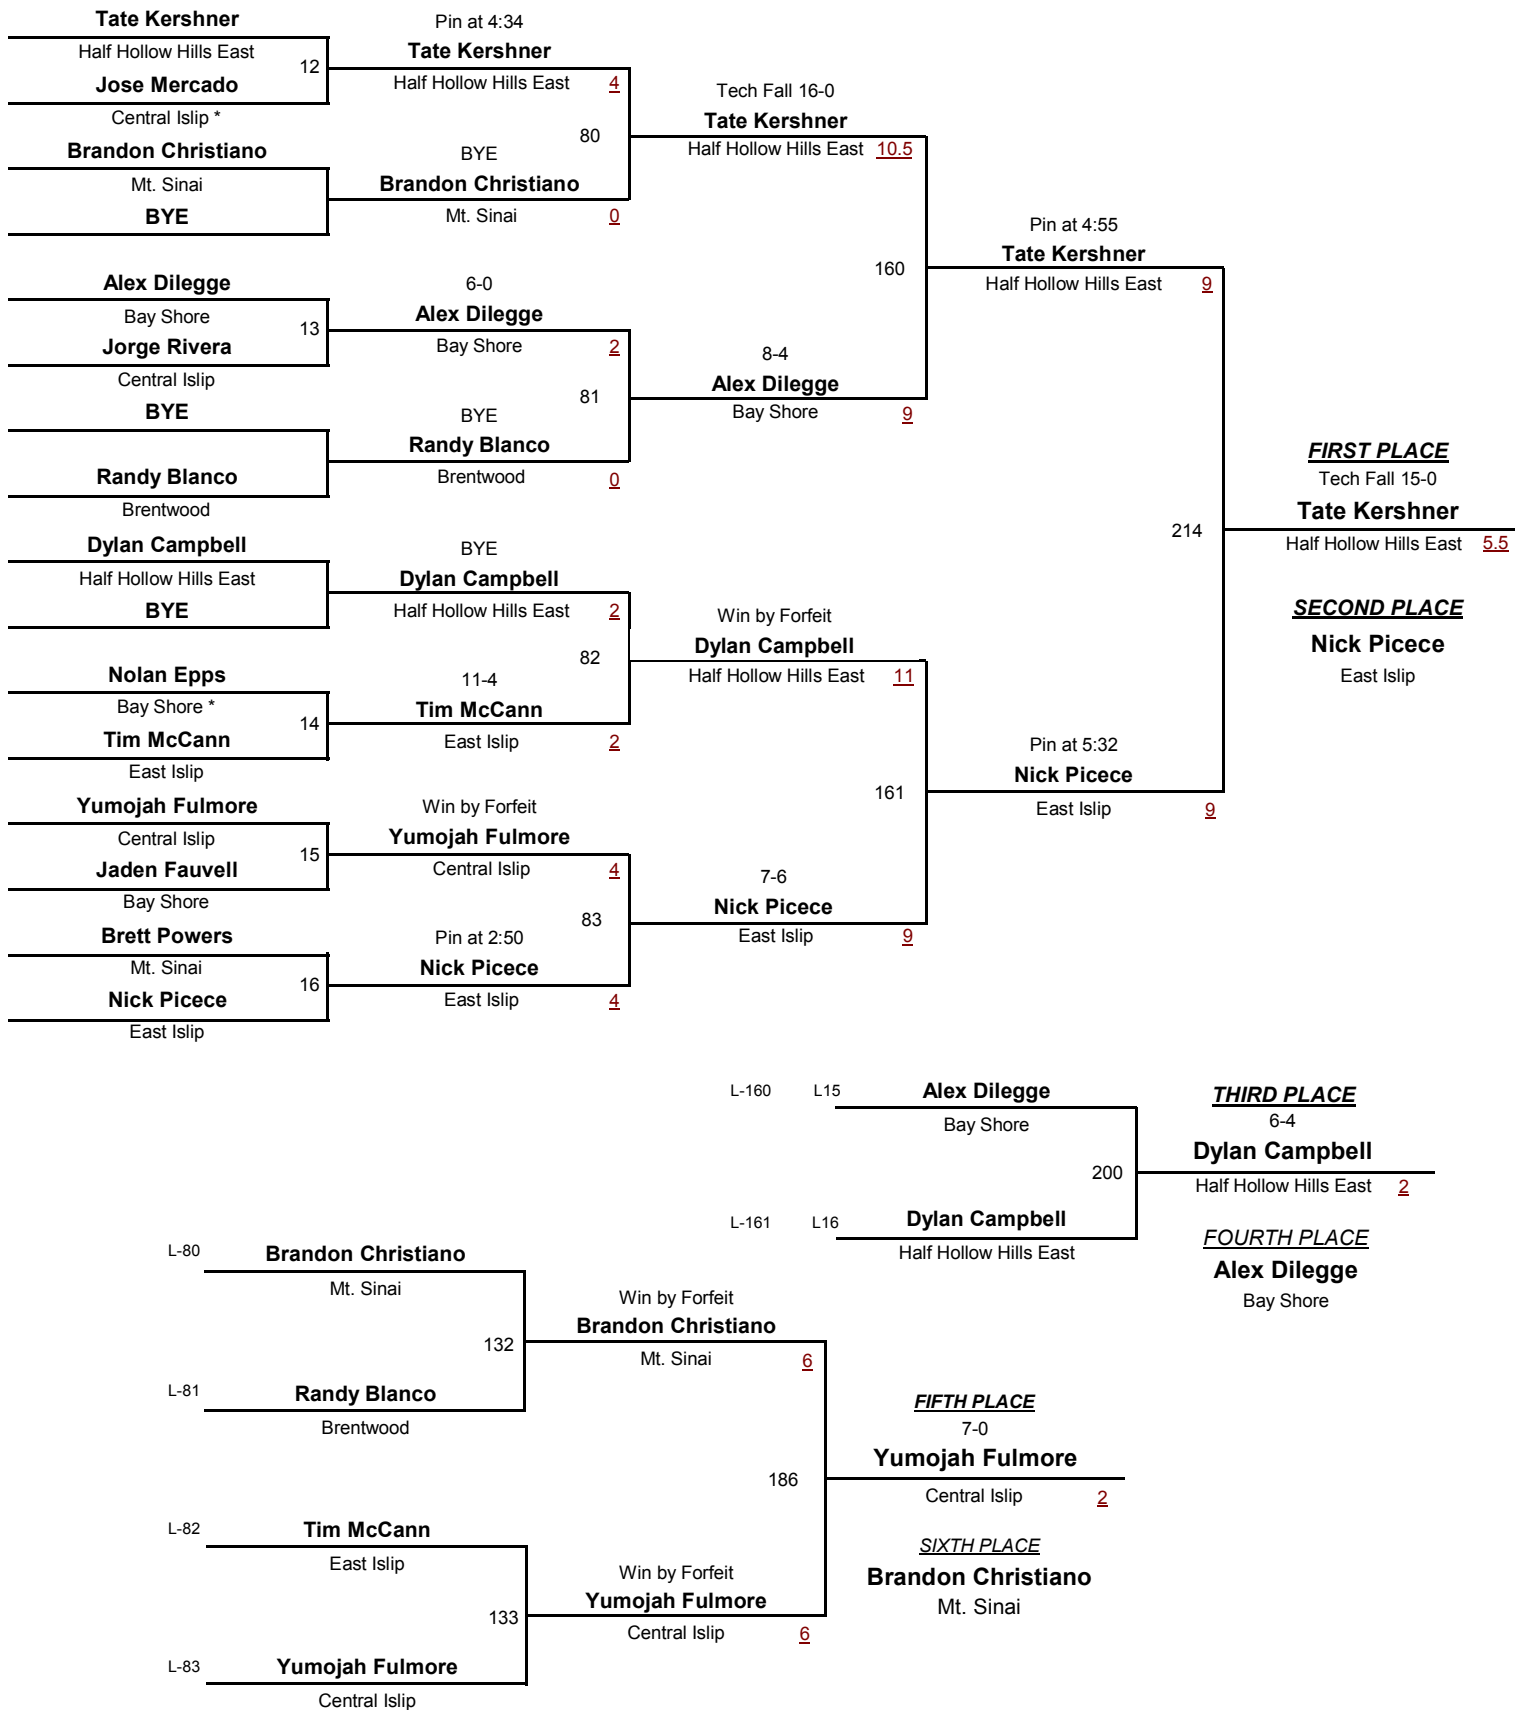 Tate Kershner
Half Hollow Hills East
12
Jose Mercado
Central Islip *
Brandon Christiano
Mt. Sinai
BYE
Alex Dilegge
Bay Shore
13
Jorge Rivera
Central Islip
BYE
Randy Blanco
Brentwood
Dylan Campbell
Half Hollow Hills East
BYE
Nolan Epps
Bay Shore *
14
Tim McCann
East Islip
Yumojah Fulmore
Central Islip
15
Jaden Fauvell
Bay Shore
Brett Powers
Mt. Sinai
16
Nick Picece
East Islip
Pin at 4:34
Tate Kershner
Half Hollow Hills East 4
80
BYE
Brandon Christiano
Mt. Sinai 0
6-0
Alex Dilegge
Bay Shore 2
81
BYE
Randy Blanco
Brentwood 0
BYE
Dylan Campbell
Half Hollow Hills East 2
82
11-4
Tim McCann
East Islip 2
Win by Forfeit
Yumojah Fulmore
Central Islip 4
83
Pin at 2:50
Nick Picece
East Islip 4
Tech Fall 16-0
Tate Kershner
Half Hollow Hills East 10.5
160
8-4
Alex Dilegge
Bay Shore 9
Win by Forfeit
Dylan Campbell
Half Hollow Hills East 11
161
7-6
Nick Picece
East Islip 9
Pin at 4:55
Tate Kershner
Half Hollow Hills East 9
214
Pin at 5:32
Nick Picece
East Islip 9
FIRST PLACE
Tech Fall 15-0
Tate Kershner
Half Hollow Hills East 5.5
SECOND PLACE
Nick Picece
East Islip
L-160 L15 Alex Dilegge
Bay Shore
200
L-161 L16 Dylan Campbell
Half Hollow Hills East
THIRD PLACE
6-4
Dylan Campbell
Half Hollow Hills East 2
FOURTH PLACE
Alex Dilegge
Bay Shore
L-80 Brandon Christiano
Mt. Sinai
132
L-81 Randy Blanco
Brentwood
L-82 Tim McCann
East Islip
133
L-83 Yumojah Fulmore
Central Islip
Win by Forfeit
Brandon Christiano
Mt. Sinai 6
186
Win by Forfeit
Yumojah Fulmore
Central Islip 6
FIFTH PLACE
7-0
Yumojah Fulmore
Central Islip 2
SIXTH PLACE
Brandon Christiano
Mt. Sinai